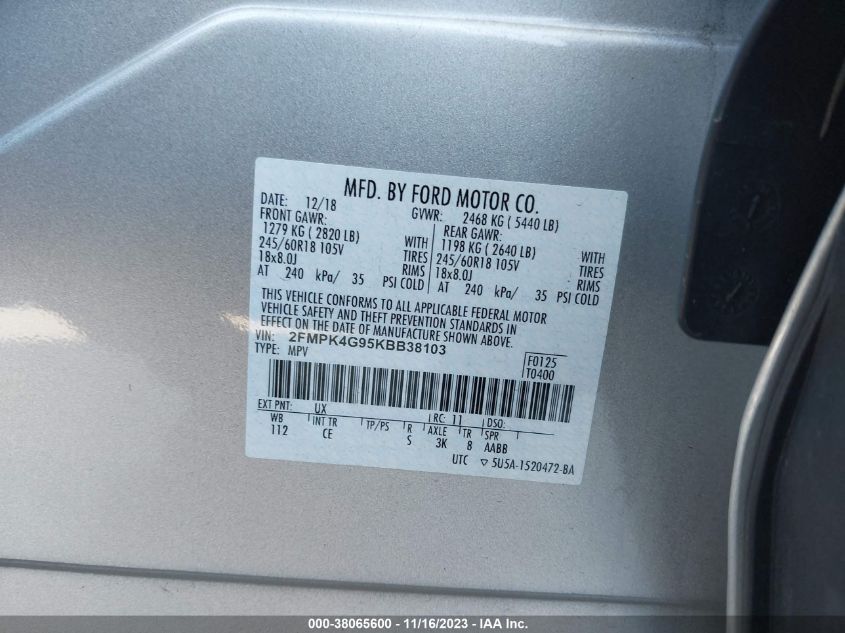 MFD. BY FORD MOTOR CO.
DATE: 12/18 GVWR: 2468 KG ( 5440 LB)
FRONT GAWR: REAR GAWR:
1279 KG ( 2820 LB) WITH 1198 KG ( 2640 LB) WITH
245/60R18 105V TIRES 245/60R18 105V TIRES
18x8.0J RIMS 18x8.0J RIMS
AT 240 kPa/ 35 PSI COLD AT 240 kPa/ 35 PSI COLD
THIS VEHICLE CONFORMS TO ALL APPLICABLE FEDERAL MOTOR
VEHICLE SAFETY AND THEFT PREVENTION STANDARDS IN
EFFECT ON THE DATE OF MANUFACTURE SHOWN ABOVE.
VIN: 2FMPK4G95KBB38103
TYPE: MPV
F0125
T0400
EXT PNT: UX RC: 11 DSO:
WB INT TR TP/PS R AXLE TR SPR
112 CE S 3K 8 AABB
UTC ▽ 5U5A-1520472-BA
000-38065600 - 11/16/2023 - IAA Inc.